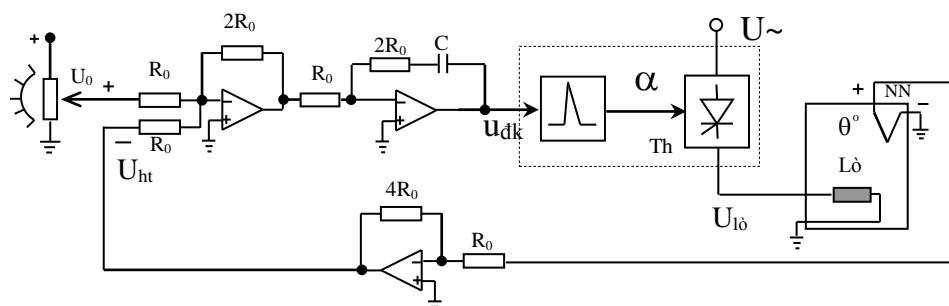 2R₀
2R₀
C
U~
+
U₀
+
R₀
R₀
−
+
−
+
α
+
NN
−
θ°
u_đk
Th
Lò
−
R₀
U_ht
U_lò
4R₀
R₀
−
+